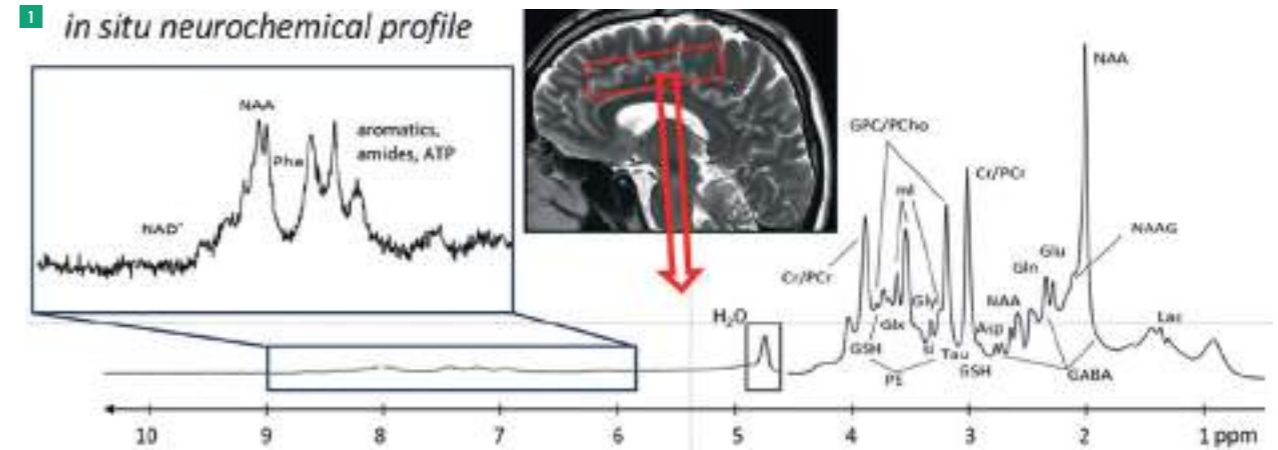 1
in situ neurochemical profile
NAA
Phe
aromatics,
amides, ATP
NAD⁺
NAA
GPC/PCho
Cr/PCr
mI
NAAG
Glu
Gln
Cr/PCr
Gly
NAA
H₂O
Glx
Asp
Lac
GSH
sI
Tau
GSH
GABA
PE
10 9 8 7 6 5 4 3 2 1 ppm